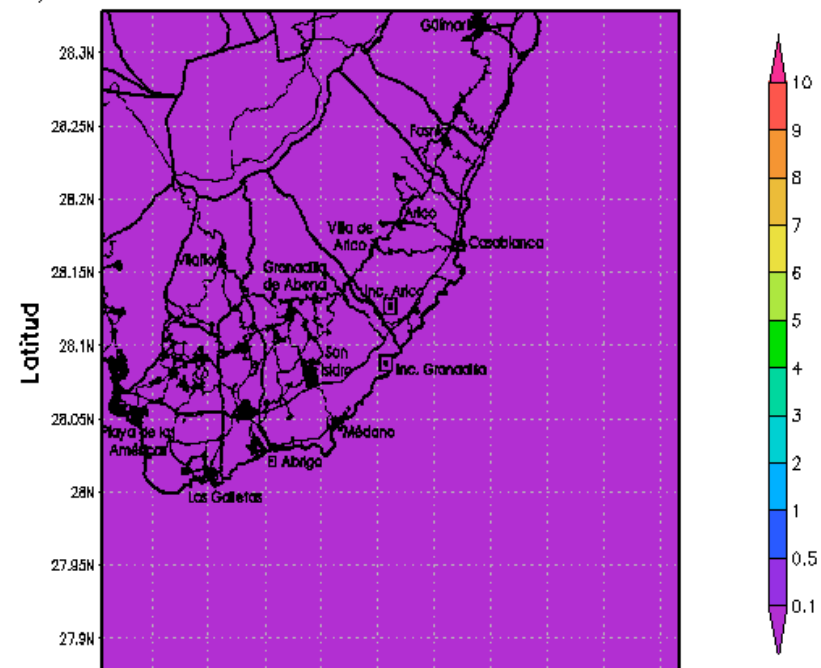 28.3N
28.25N
28.2N
28.15N
28.1N
28.05N
28N
27.95N
27.9N
Latitud
Güimar
Fasnia
Arico
Villa de
Arico
Casablanca
Vilaflor
Granadilla
de Abona
Inc. Arico
San
Isidro
Inc. Granadilla
Médano
Playa de las
Américas
El Abrigo
Las Galletas
10
9
8
7
6
5
4
3
2
1
0.5
0.1